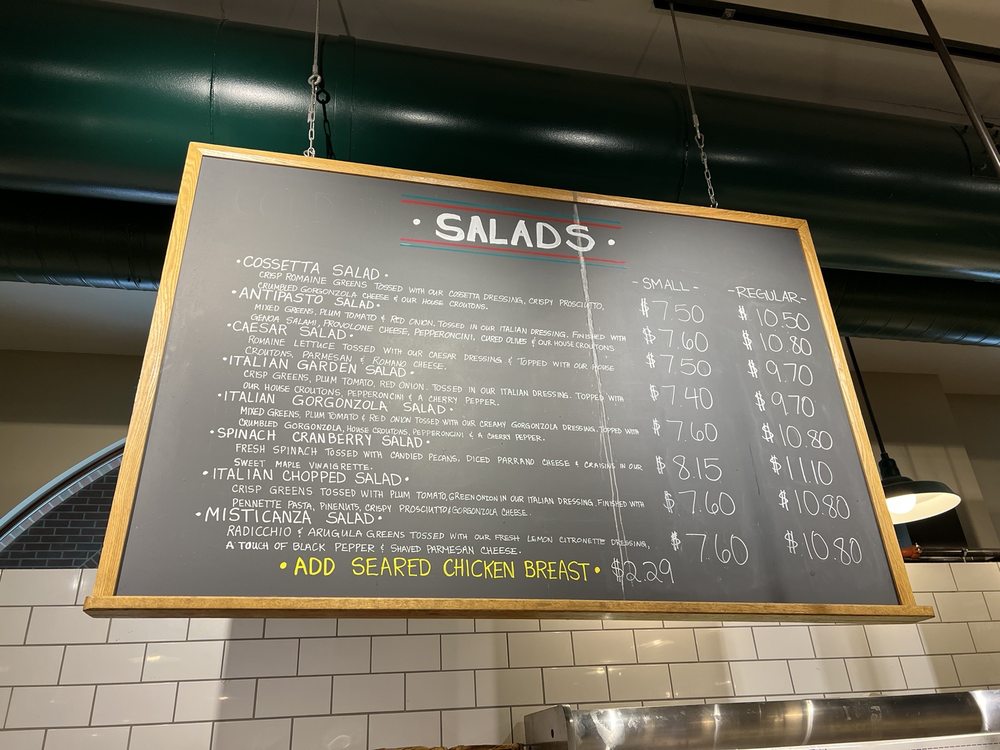 • SALADS •
- SMALL - - REGULAR -
• COSSETTA SALAD • $7.50 $10.50
CRISP ROMAINE GREENS TOSSED WITH OUR COSSETTA DRESSING, CRISPY PROSCIUTTO,
CRUMBLED GORGONZOLA CHEESE & OUR HOUSE CROUTONS.
• ANTIPASTO SALAD • $7.60 $10.80
MIXED GREENS, PLUM TOMATO & RED ONION. TOSSED IN OUR ITALIAN DRESSING. FINISHED WITH
GENOA SALAMI, PROVOLONE CHEESE, PEPPERONCINI, CURED OLIVES & OUR HOUSE CROUTONS
• CAESAR SALAD • $7.50 $9.70
ROMAINE LETTUCE TOSSED WITH OUR CAESAR DRESSING & TOPPED WITH OUR HOUSE
CROUTONS, PARMESAN & ROMANO CHEESE.
• ITALIAN GARDEN SALAD • $7.40 $9.70
CRISP GREENS, PLUM TOMATO, RED ONION. TOSSED IN OUR ITALIAN DRESSING. TOPPED WITH
OUR HOUSE CROUTONS, PEPPERONCINI & A CHERRY PEPPER.
• ITALIAN GORGONZOLA SALAD • $7.60 $10.80
MIXED GREENS, PLUM TOMATO & RED ONION TOSSED WITH OUR CREAMY GORGONZOLA DRESSING. TOPPED WITH
CRUMBLED GORGONZOLA, HOUSE CROUTONS, PEPPERONCINI & A CHERRY PEPPER.
• SPINACH CRANBERRY SALAD • $8.15 $11.10
FRESH SPINACH TOSSED WITH CANDIED PECANS, DICED PARRANO CHEESE & CRAISINS IN OUR
SWEET MAPLE VINAIGRETTE.
• ITALIAN CHOPPED SALAD • $7.60 $10.80
CRISP GREENS TOSSED WITH PLUM TOMATO, GREEN ONION IN OUR ITALIAN DRESSING. FINISHED WITH
PENNETTE PASTA, PINENUTS, CRISPY PROSCIUTTO & GORGONZOLA CHEESE.
• MISTICANZA SALAD • $7.60 $10.80
RADICCHIO & ARUGULA GREENS TOSSED WITH OUR FRESH LEMON CITRONETTE DRESSING,
A TOUCH OF BLACK PEPPER & SHAVED PARMESAN CHEESE.
• ADD SEARED CHICKEN BREAST • $2.29